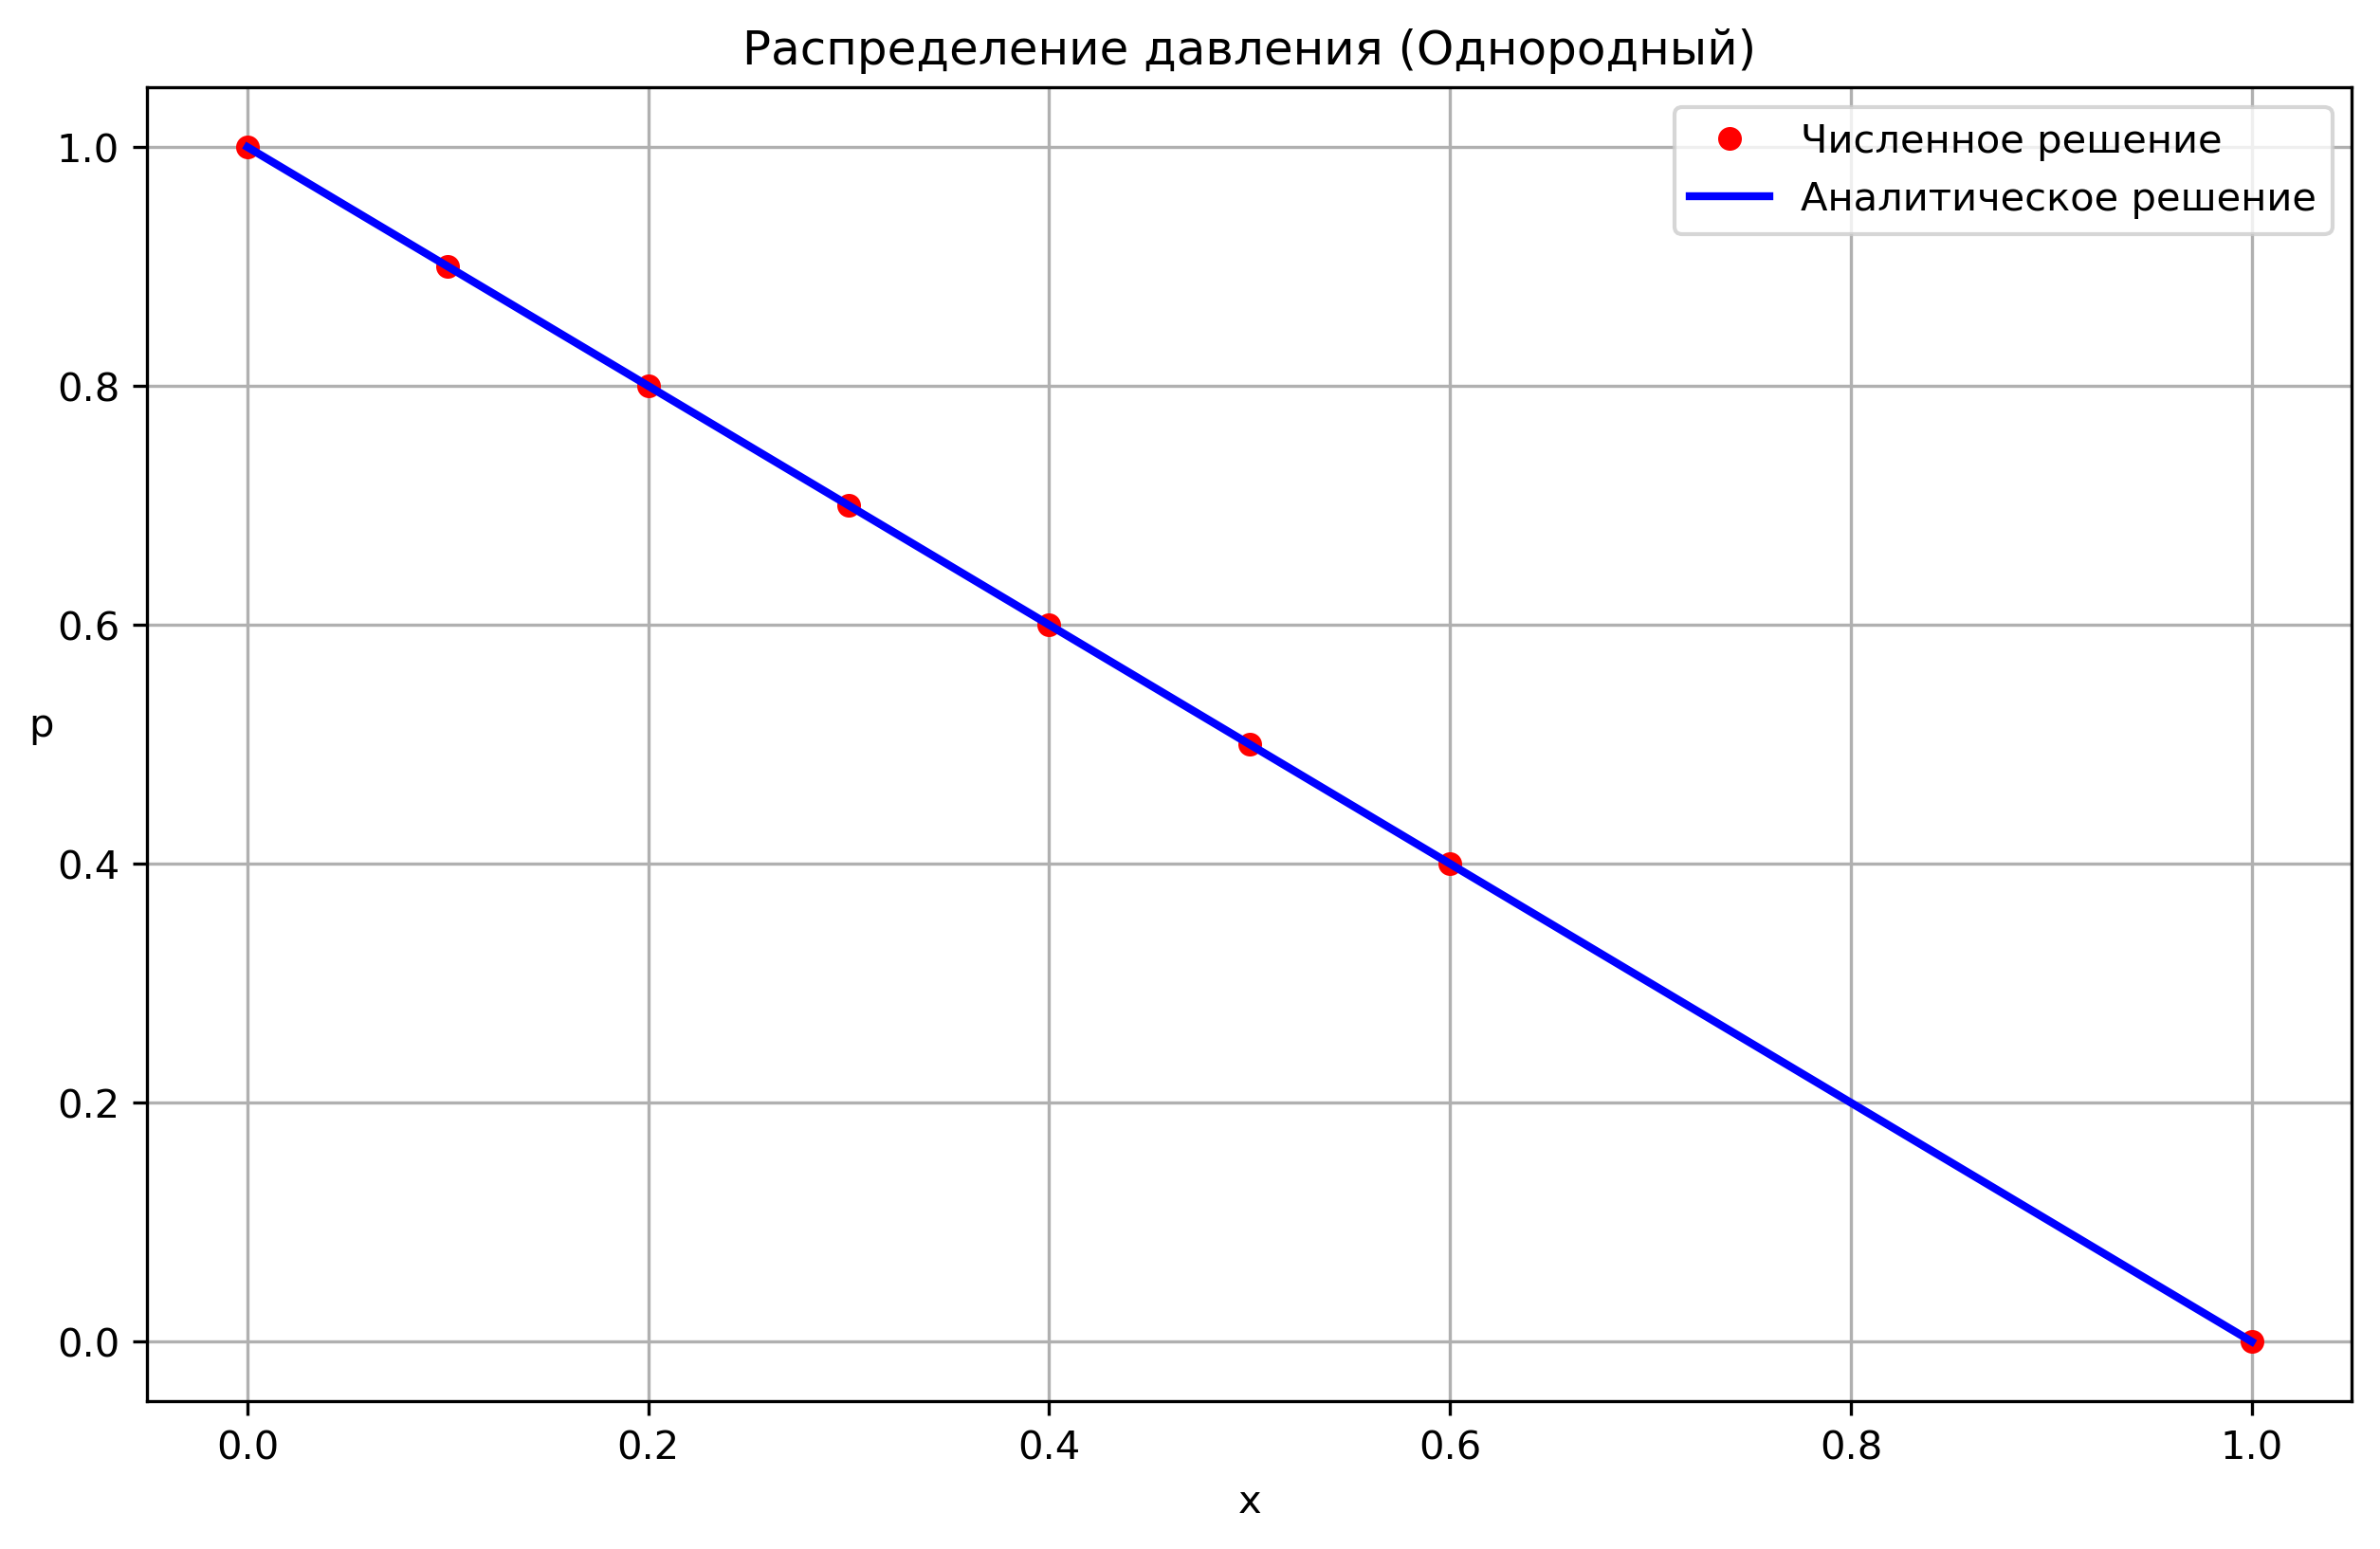 Распределение давления (Однородный)
Численное решение
Аналитическое решение
1.0
0.8
0.6
p
0.4
0.2
0.0
0.0 0.2 0.4 0.6 0.8 1.0
x